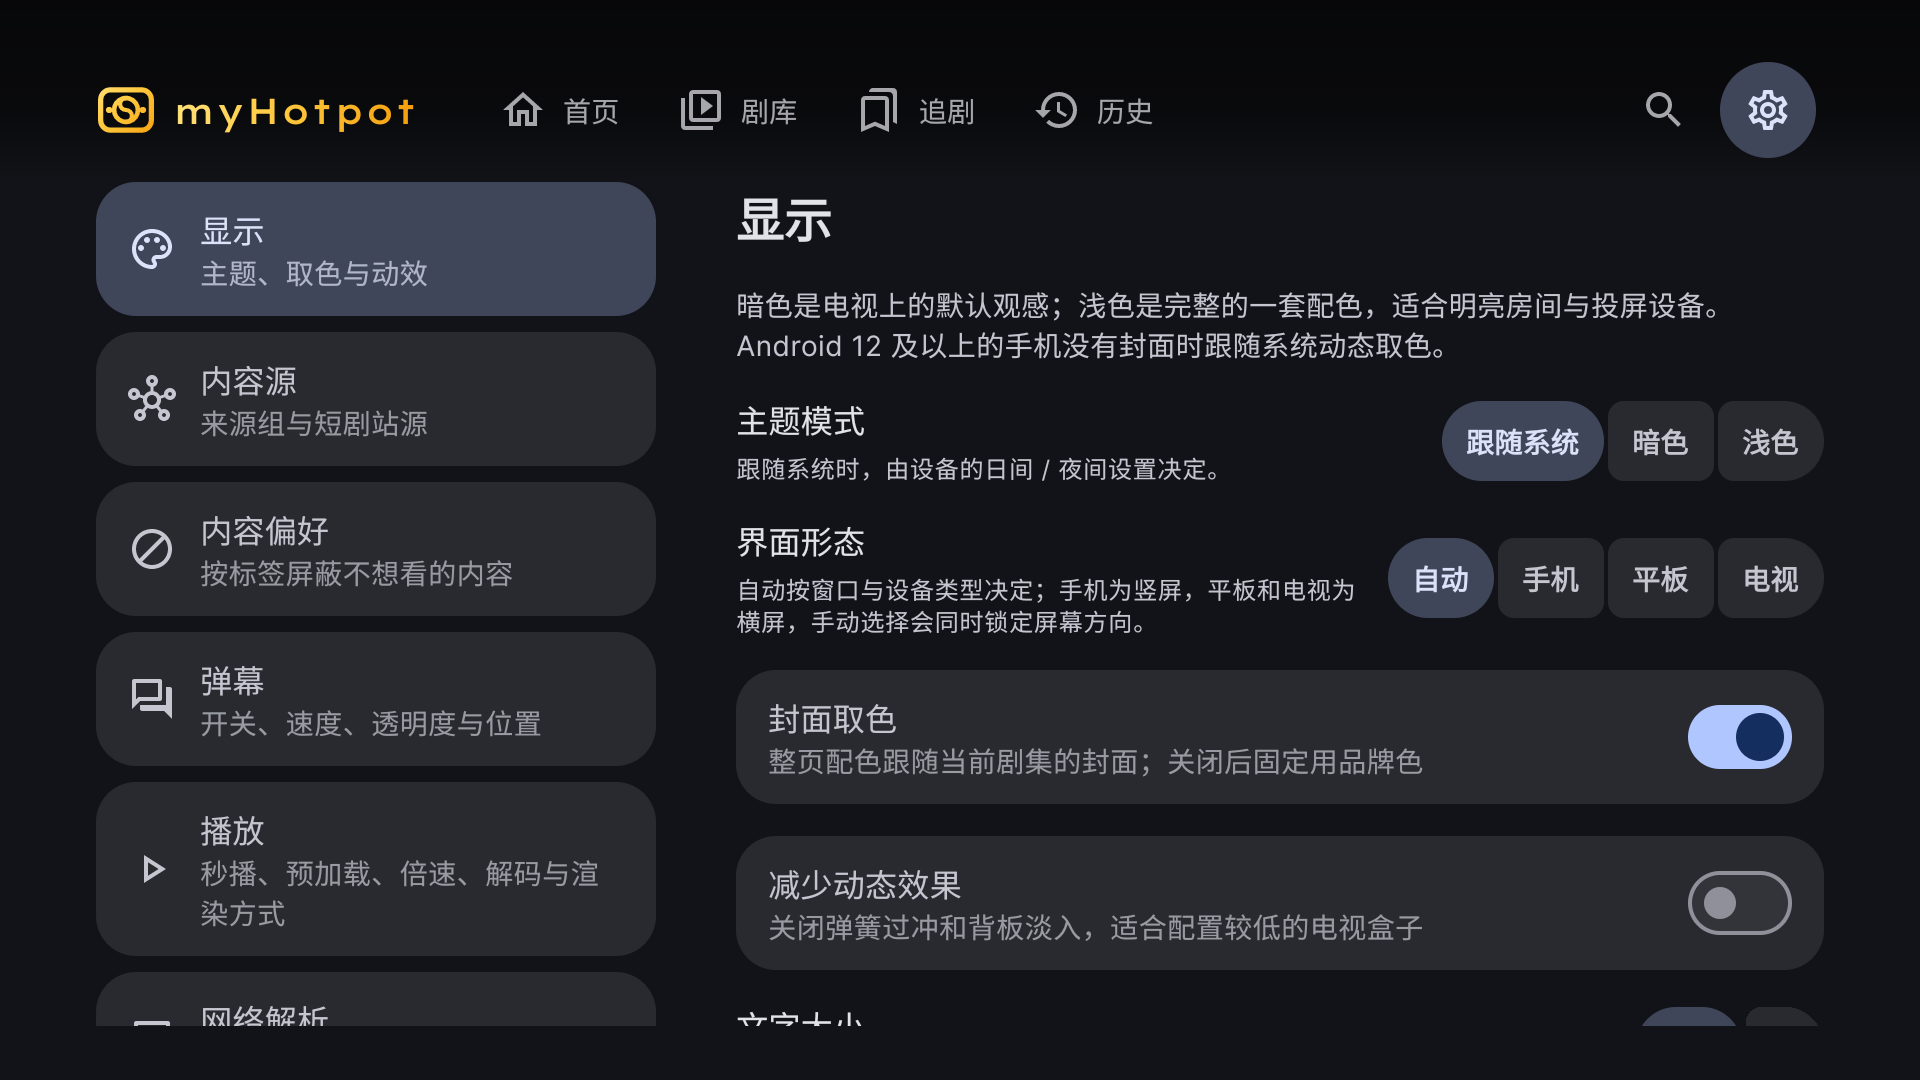 myHotpot
首页
剧库
追剧
历史
显示
主题、取色与动效
内容源
来源组与短剧站源
内容偏好
按标签屏蔽不想看的内容
弹幕
开关、速度、透明度与位置
播放
秒播、预加载、倍速、解码与渲
染方式
网络解析
显示
暗色是电视上的默认观感；浅色是完整的一套配色，适合明亮房间与投屏设备。
Android 12 及以上的手机没有封面时跟随系统动态取色。
主题模式
跟随系统时，由设备的日间 / 夜间设置决定。
跟随系统
暗色
浅色
界面形态
自动按窗口与设备类型决定；手机为竖屏，平板和电视为
横屏，手动选择会同时锁定屏幕方向。
自动
手机
平板
电视
封面取色
整页配色跟随当前剧集的封面；关闭后固定用品牌色
减少动态效果
关闭弹簧过冲和背板淡入，适合配置较低的电视盒子
文字大小